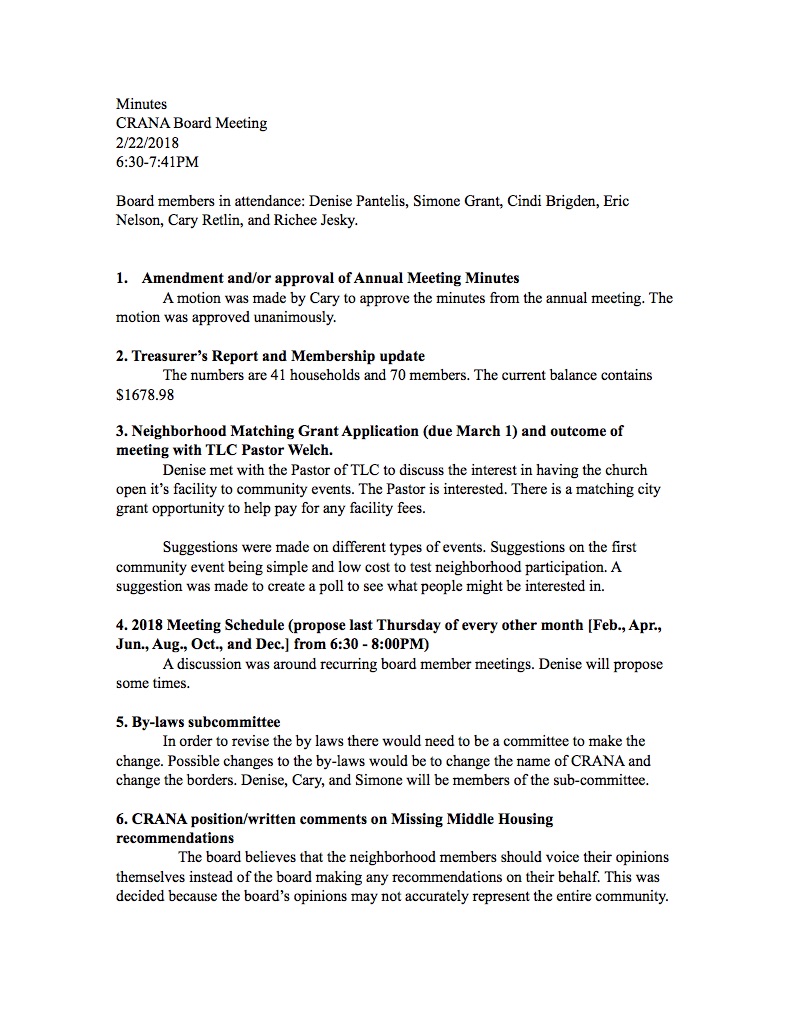 Minutes
CRANA Board Meeting
2/22/2018
6:30-7:41PM
Board members in attendance: Denise Pantelis, Simone Grant, Cindi Brigden, Eric
Nelson, Cary Retlin, and Richee Jesky.
1. Amendment and/or approval of Annual Meeting Minutes
A motion was made by Cary to approve the minutes from the annual meeting. The
motion was approved unanimously.
2. Treasurer’s Report and Membership update
The numbers are 41 households and 70 members. The current balance contains
$1678.98
3. Neighborhood Matching Grant Application (due March 1) and outcome of
meeting with TLC Pastor Welch.
Denise met with the Pastor of TLC to discuss the interest in having the church
open it’s facility to community events. The Pastor is interested. There is a matching city
grant opportunity to help pay for any facility fees.
Suggestions were made on different types of events. Suggestions on the first
community event being simple and low cost to test neighborhood participation. A
suggestion was made to create a poll to see what people might be interested in.
4. 2018 Meeting Schedule (propose last Thursday of every other month [Feb., Apr.,
Jun., Aug., Oct., and Dec.] from 6:30 - 8:00PM)
A discussion was around recurring board member meetings. Denise will propose
some times.
5. By-laws subcommittee
In order to revise the by laws there would need to be a committee to make the
change. Possible changes to the by-laws would be to change the name of CRANA and
change the borders. Denise, Cary, and Simone will be members of the sub-committee.
6. CRANA position/written comments on Missing Middle Housing
recommendations
The board believes that the neighborhood members should voice their opinions
themselves instead of the board making any recommendations on their behalf. This was
decided because the board’s opinions may not accurately represent the entire community.